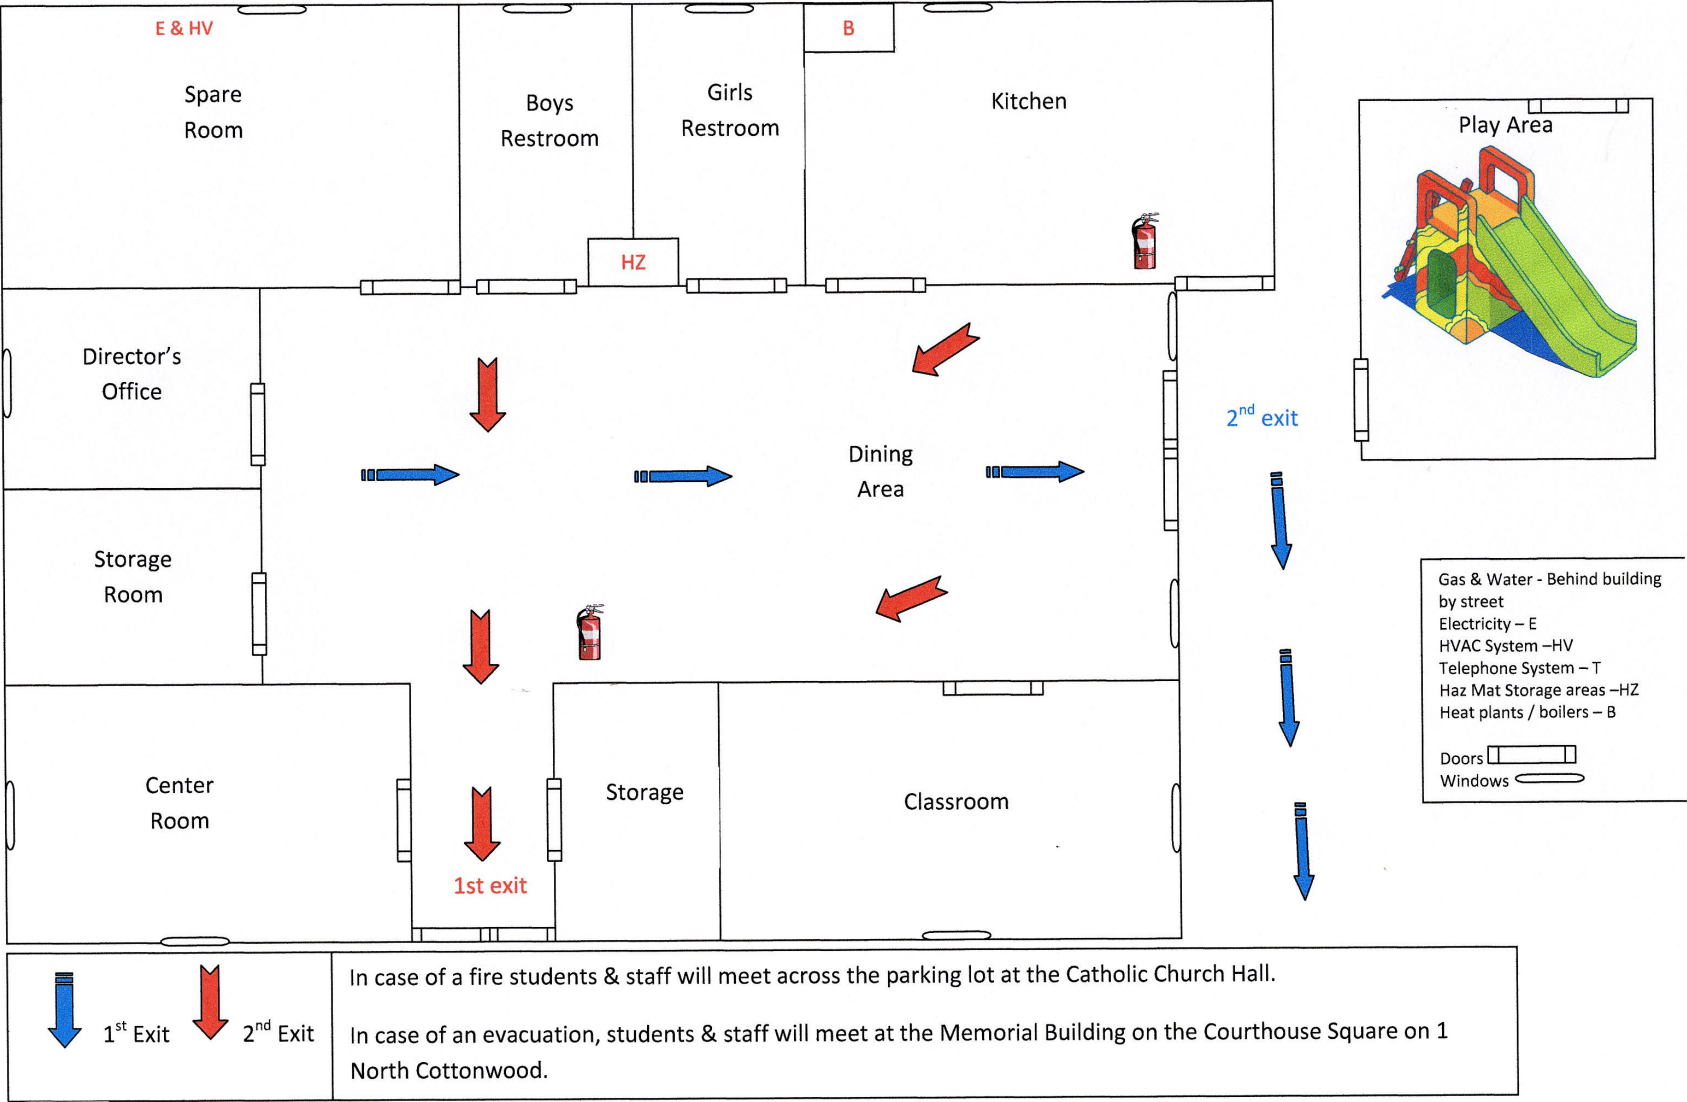 E & HV
Spare
Room
Boys
Restroom
Girls
Restroom
B
Kitchen
Play Area
HZ
Director's
Office
2nd exit
Dining
Area
Storage
Room
Gas & Water - Behind building
by street
Electricity – E
HVAC System –HV
Telephone System – T
Haz Mat Storage areas –HZ
Heat plants / boilers – B
Doors
Windows
Center
Room
Storage
Classroom
1st exit
1st Exit
2nd Exit
In case of a fire students & staff will meet across the parking lot at the Catholic Church Hall.
In case of an evacuation, students & staff will meet at the Memorial Building on the Courthouse Square on 1
North Cottonwood.